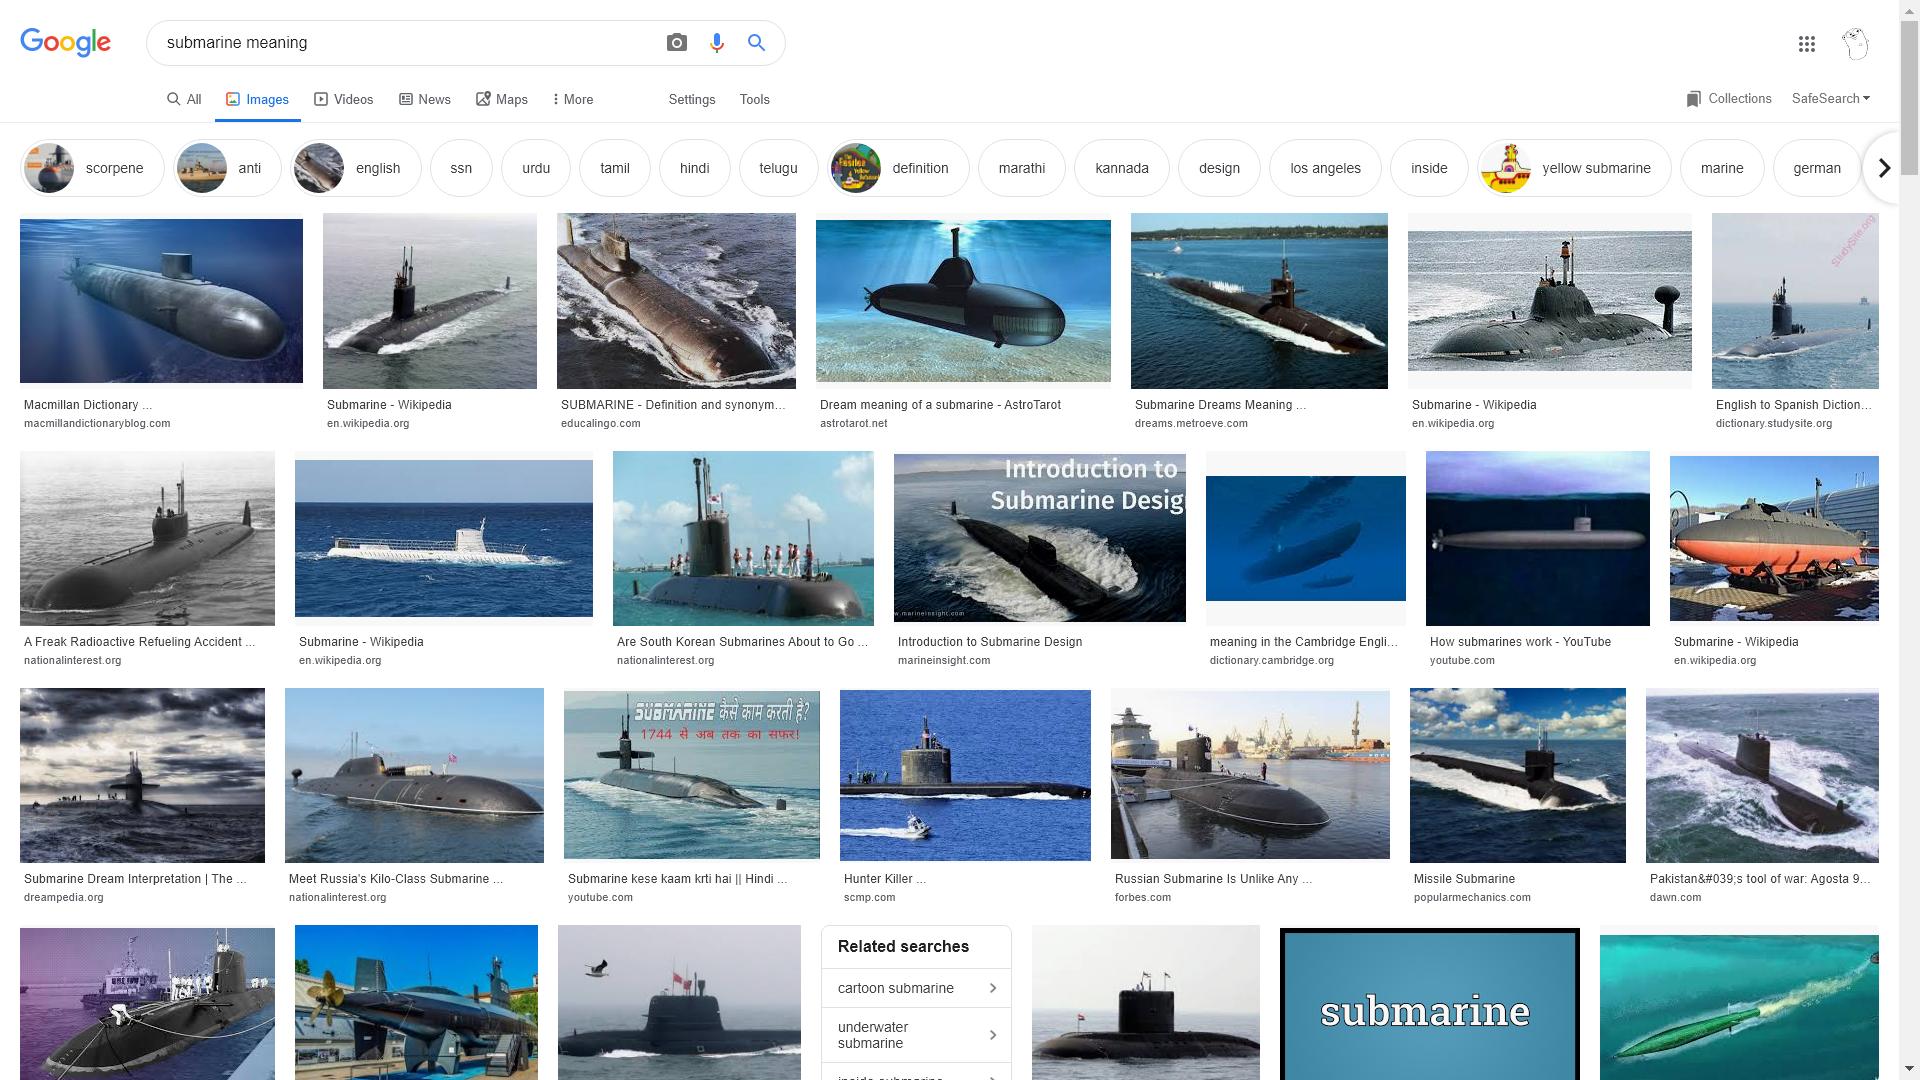 Google
submarine meaning
All
Images
Videos
News
Maps
More
Settings
Tools
Collections
SafeSearch
scorpene
anti
english
ssn
urdu
tamil
hindi
telugu
definition
marathi
kannada
design
los angeles
inside
yellow submarine
marine
german
StudySite.org
Macmillan Dictionary ...
macmillandictionaryblog.com
Submarine - Wikipedia
en.wikipedia.org
SUBMARINE - Definition and synonym...
educalingo.com
Dream meaning of a submarine - AstroTarot
astrotarot.net
Submarine Dreams Meaning ...
dreams.metroeve.com
Submarine - Wikipedia
en.wikipedia.org
English to Spanish Diction...
dictionary.studysite.org
Introduction to
Submarine Desig
w.marineinsight.com
A Freak Radioactive Refueling Accident ...
nationalinterest.org
Submarine - Wikipedia
en.wikipedia.org
Are South Korean Submarines About to Go ...
nationalinterest.org
Introduction to Submarine Design
marineinsight.com
meaning in the Cambridge Engli...
dictionary.cambridge.org
How submarines work - YouTube
youtube.com
Submarine - Wikipedia
en.wikipedia.org
SUBMARINE कैसे काम करती है?
1744 से अब तक का सफर!
Submarine Dream Interpretation | The ...
dreampedia.org
Meet Russia's Kilo-Class Submarine ...
nationalinterest.org
Submarine kese kaam krti hai || Hindi ...
youtube.com
Hunter Killer ...
scmp.com
Russian Submarine Is Unlike Any ...
forbes.com
Missile Submarine
popularmechanics.com
Pakistan&#039;s tool of war: Agosta 9...
dawn.com
Related searches
cartoon submarine
underwater
submarine
inside submarine
submarine